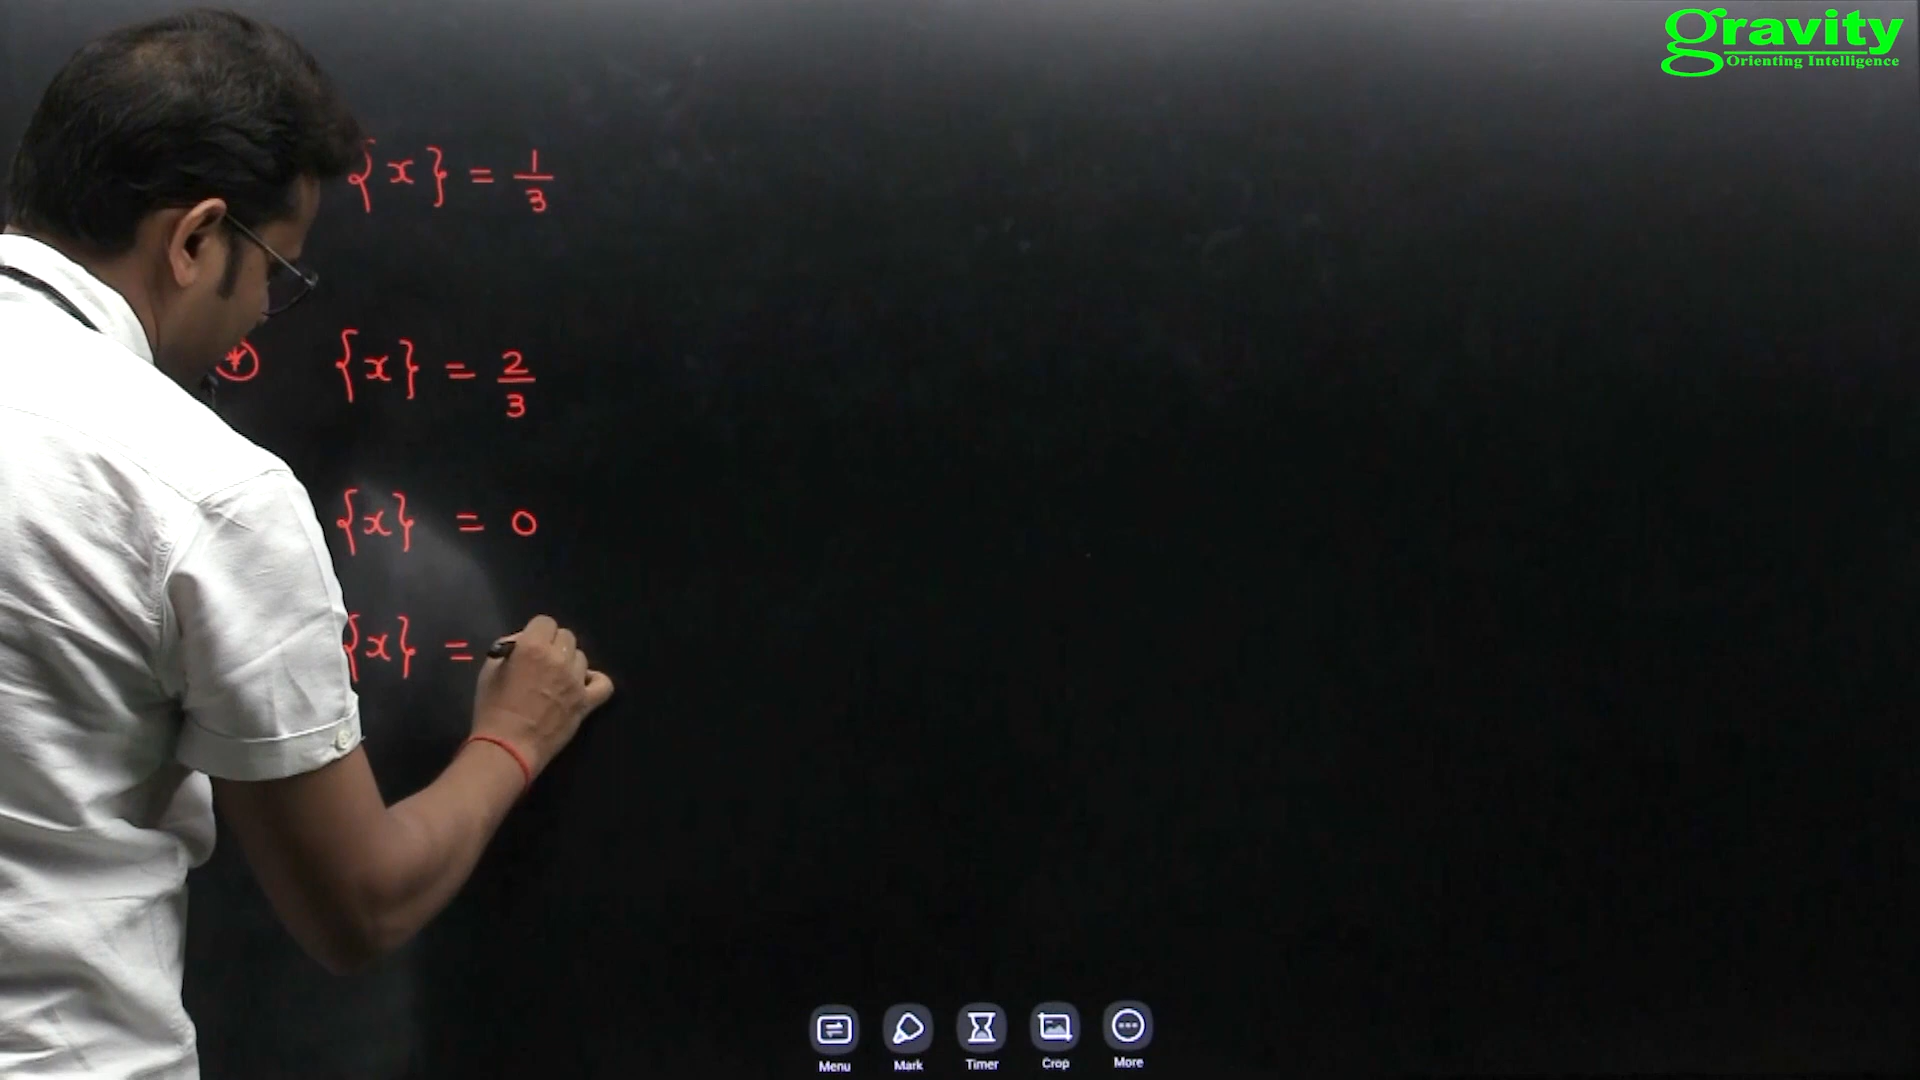 gravity
Orienting Intelligence
{x} = 1/3
{x} = 2/3
{x} = 0
{x} =
Menu Mark Timer Crop More